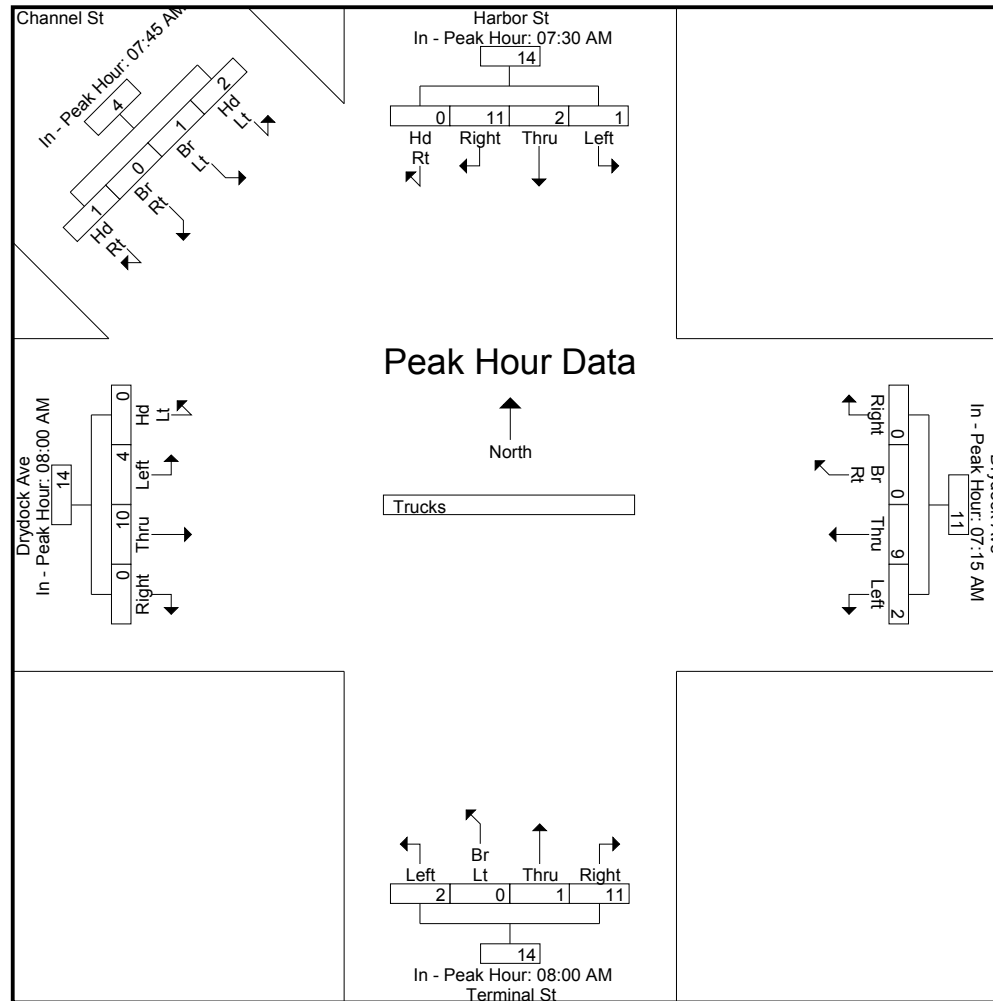 Channel St
In - Peak Hour: 07:45 AM
4
2
1
0
1
Hd
Lt
Br
Lt
Br
Rt
Hd
Rt
Harbor St
In - Peak Hour: 07:30 AM
14
0 11 2 1
Hd Right Thru Left
Rt
Peak Hour Data
North
Trucks
Drydock Ave
In - Peak Hour: 08:00 AM
14
0
4
10
0
Hd
Lt
Left
Thru
Right
Right
Br
Rt
Thru
Left
0
0
9
2
11
In - Peak Hour: 07:15 AM
Br
Left Lt Thru Right
2 0 1 11
14
In - Peak Hour: 08:00 AM
Terminal St